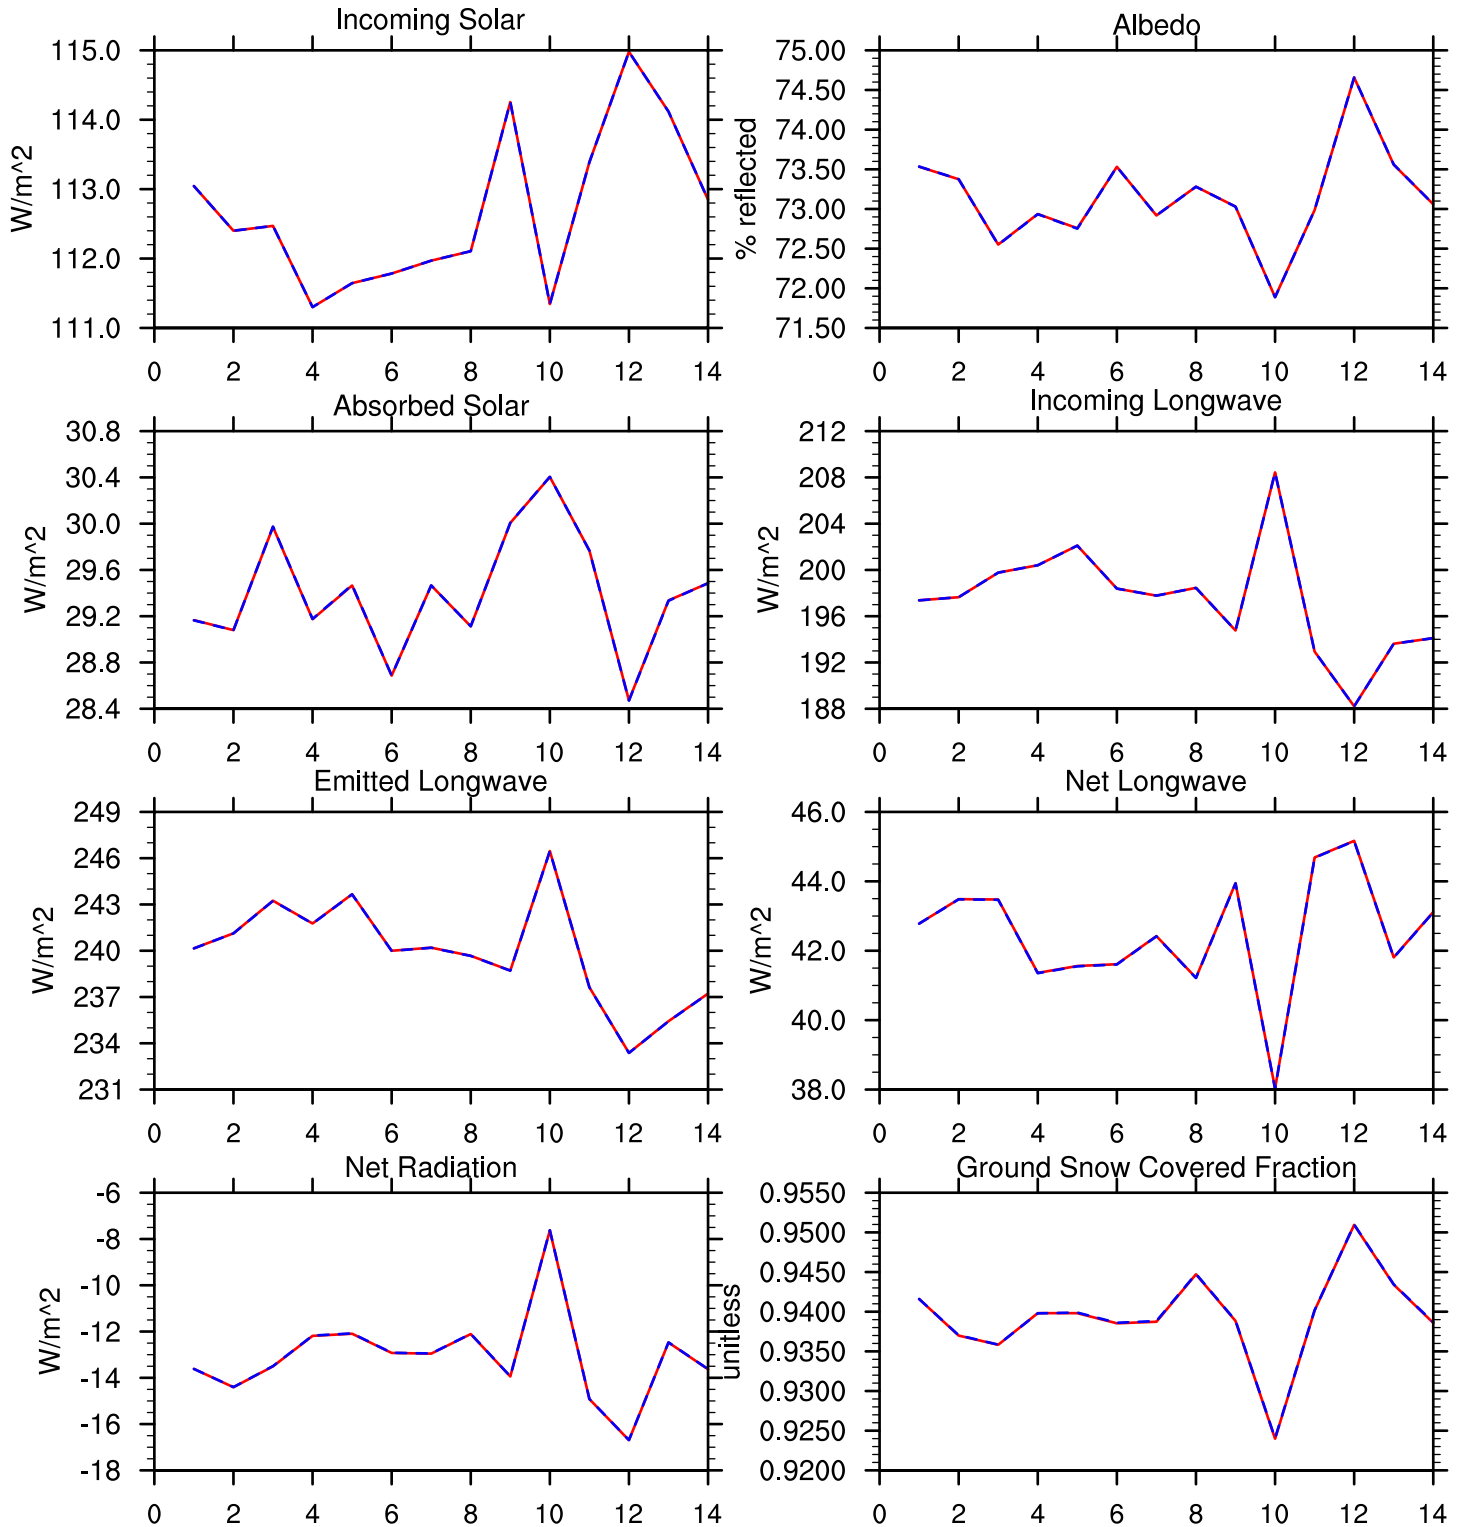 Incoming Solar
W/m^2
115.0
114.0
113.0
112.0
111.0
0 2 4 6 8 10 12 14
Albedo
% reflected
75.00
74.50
74.00
73.50
73.00
72.50
72.00
71.50
0 2 4 6 8 10 12 14
Absorbed Solar
W/m^2
30.8
30.4
30.0
29.6
29.2
28.8
28.4
0 2 4 6 8 10 12 14
Incoming Longwave
W/m^2
212
208
204
200
196
192
188
0 2 4 6 8 10 12 14
Emitted Longwave
W/m^2
249
246
243
240
237
234
231
0 2 4 6 8 10 12 14
Net Longwave
W/m^2
46.0
44.0
42.0
40.0
38.0
0 2 4 6 8 10 12 14
Net Radiation
W/m^2
-6
-8
-10
-12
-14
-16
-18
0 2 4 6 8 10 12 14
Ground Snow Covered Fraction
unitless
0.9550
0.9500
0.9450
0.9400
0.9350
0.9300
0.9250
0.9200
0 2 4 6 8 10 12 14